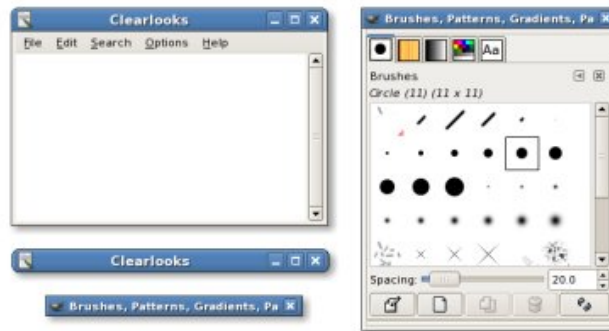 Clearlooks
File Edit Search Options Help
Clearlooks
Brushes, Patterns, Gradients, Pa
Brushes, Patterns, Gradients, Pa
Aa
Brushes
Circle (11) (11 x 11)
Spacing: 20.0